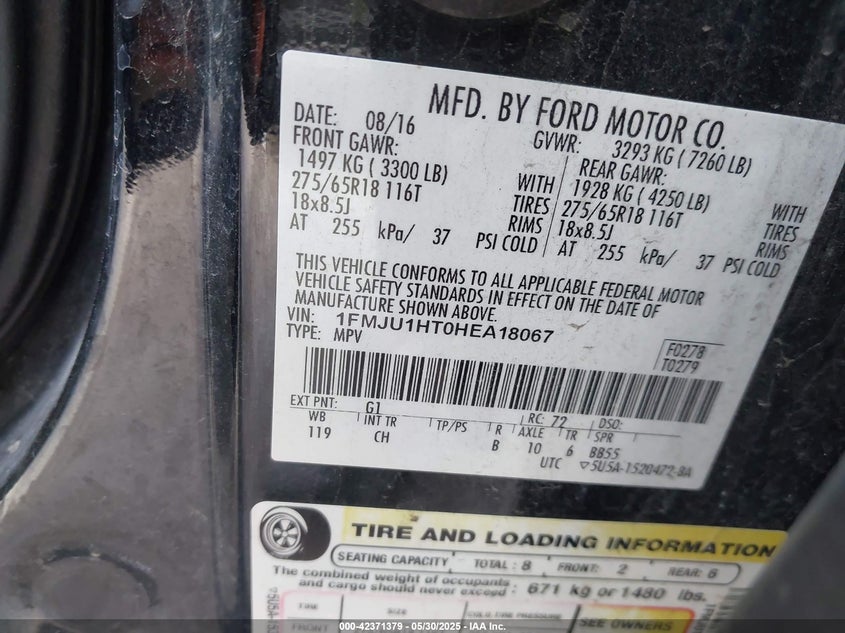 MFD. BY FORD MOTOR CO.
DATE: 08/16 GVWR: 3293 KG ( 7260 LB)
FRONT GAWR: REAR GAWR:
1497 KG ( 3300 LB) WITH 1928 KG ( 4250 LB) WITH
275/65R18 116T TIRES 275/65R18 116T TIRES
18x8.5J RIMS 18x8.5J RIMS
AT 255 kPa/ 37 PSI COLD AT 255 kPa/ 37 PSI COLD
THIS VEHICLE CONFORMS TO ALL APPLICABLE FEDERAL MOTOR
VEHICLE SAFETY STANDARDS IN EFFECT ON THE DATE OF
MANUFACTURE SHOWN ABOVE.
VIN: 1FMJU1HT0HEA18067
TYPE: MPV
F0278
T0279
EXT PNT: G1 RC: 72 DSO:
WB INT TR TP/PS R AXLE TR SPR
119 CH B 10 6 BB55
UTC ▽5U5A-1520472-BA
TIRE AND LOADING INFORMATION
SEATING CAPACITY TOTAL : 8 FRONT: 2 REAR: 6
The combined weight of occupants
and cargo should never exceed : 671 kg or 1480 lbs.
TIRE SIZE COLD TIRE PRESSURE SEE OWNERS
FRONT
000-42371379 - 05/30/2025 - IAA Inc.